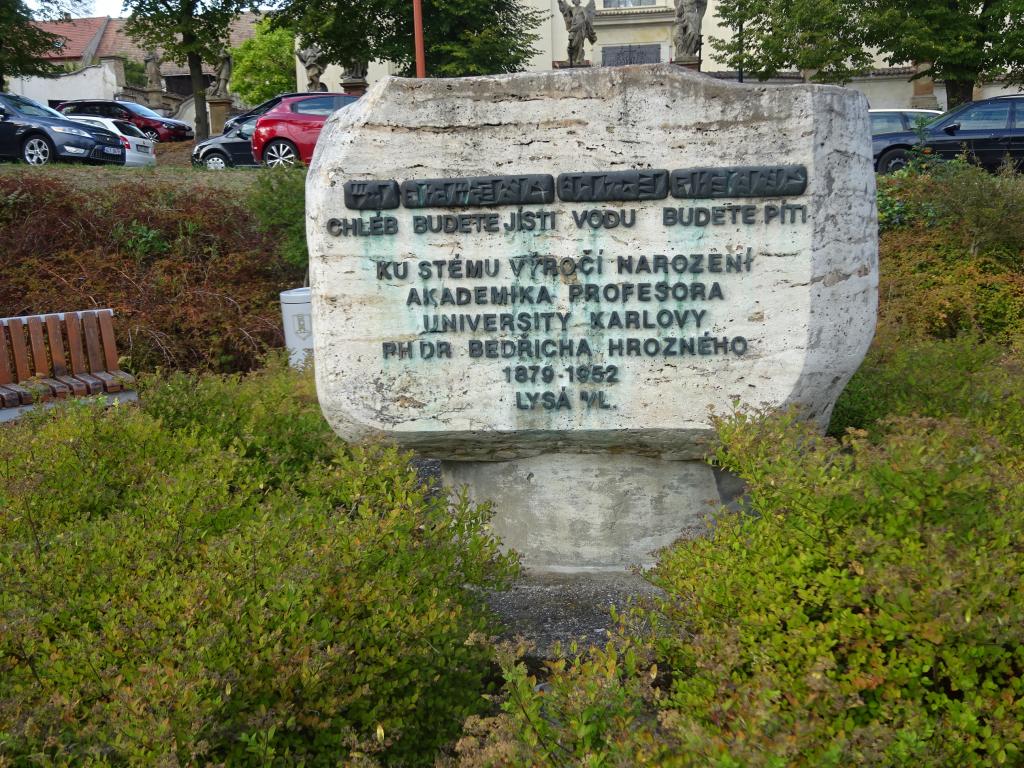 CHLÉB BUDETE JÍSTI VODU BUDETE PÍTI
KU STÉMU VÝROČÍ NAROZENÍ
AKADEMIKA PROFESORA
UNIVERSITY KARLOVY
PHDR BEDŘICHA HROZNÉHO
1879-1952
LYSÁ N/L.